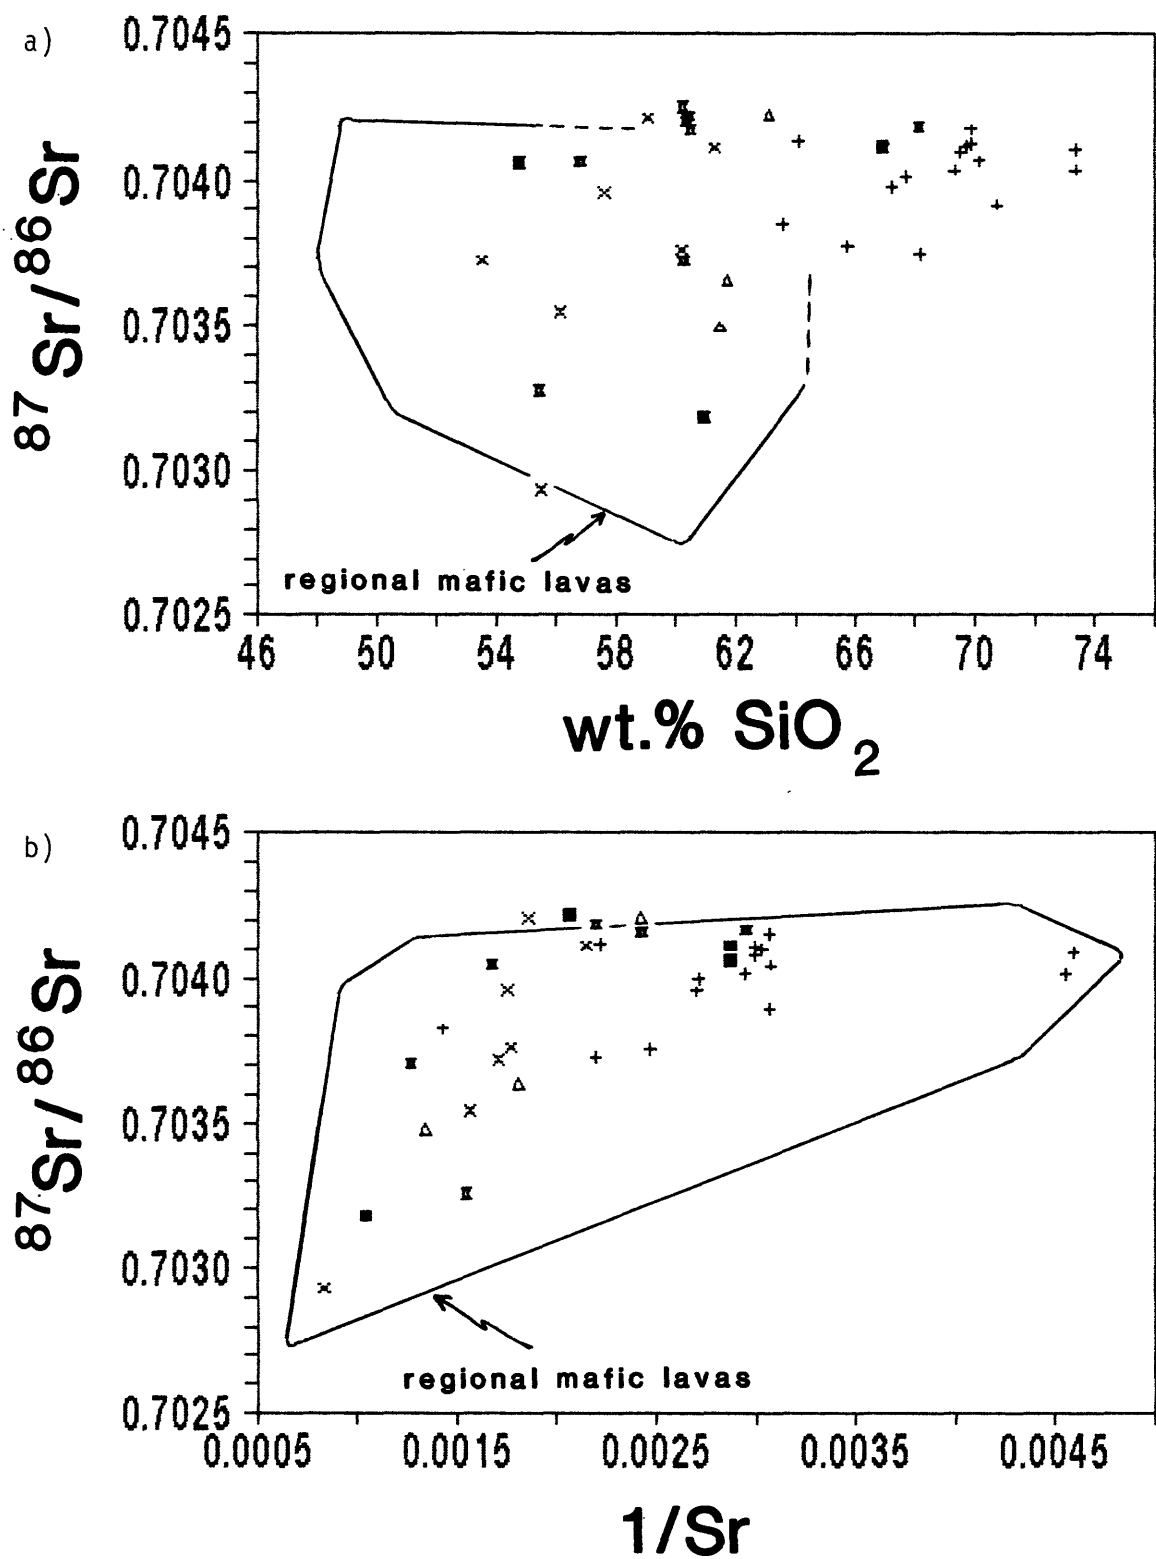 a)
0.7045
0.7040
0.7035
0.7030
0.7025
87Sr/86Sr
regional mafic lavas
46 50 54 58 62 66 70 74
wt.% SiO2
b)
0.7045
0.7040
0.7035
0.7030
0.7025
87Sr/86Sr
regional mafic lavas
0.0005 0.0015 0.0025 0.0035 0.0045
1/Sr